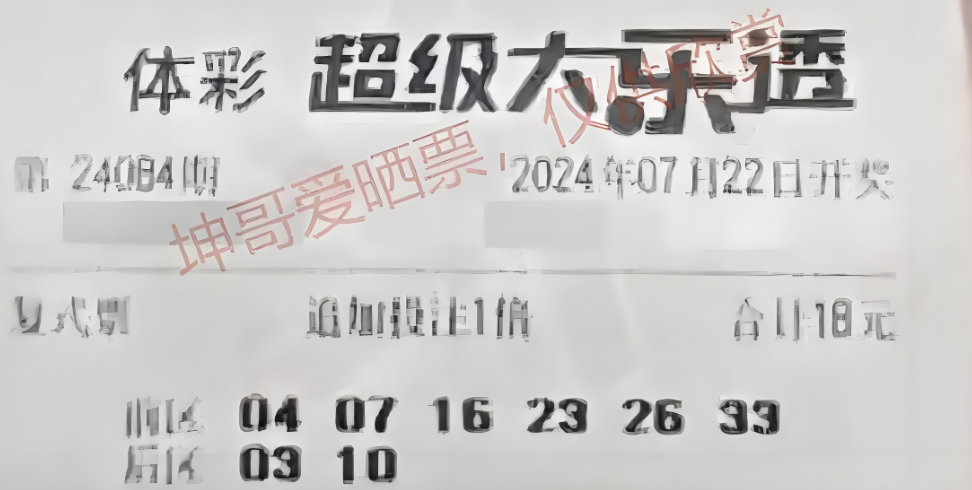 体彩 超级大乐透
坤哥爱晒票,仅供欣赏
第 24084期 2024年07月22日开奖
复式票 追加投注1倍 合计18元
前区 04 07 16 23 26 33
后区 03 10